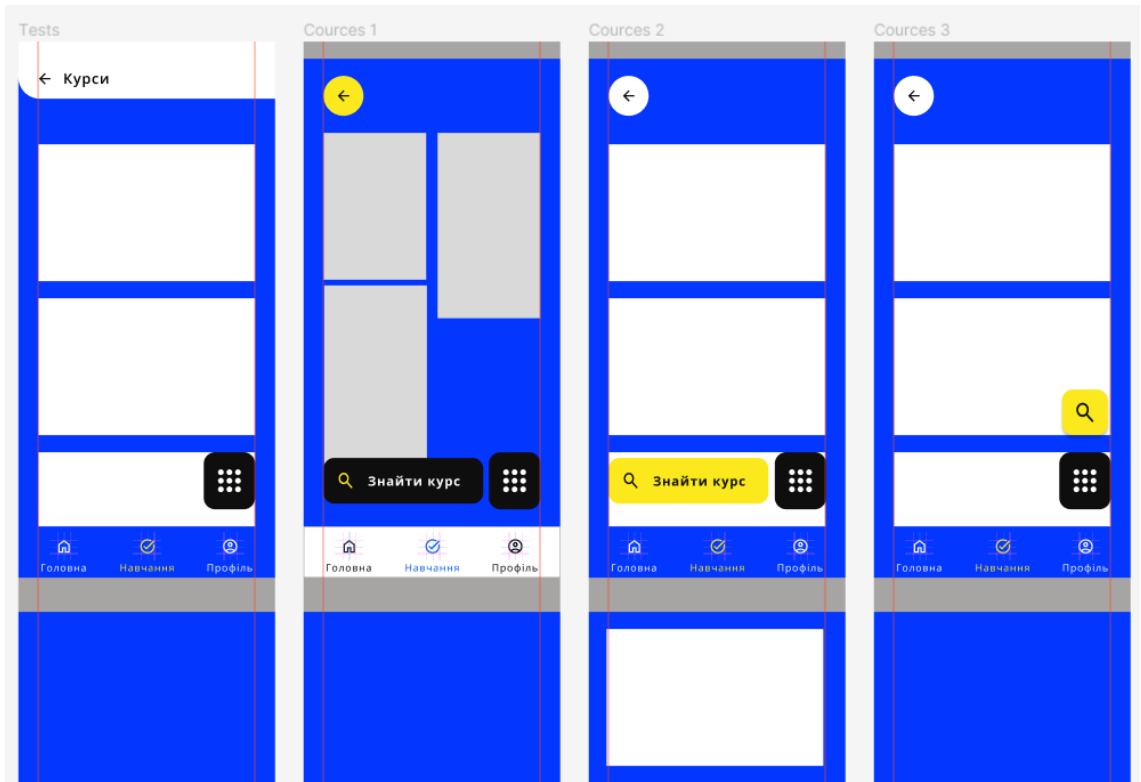 Tests
Cources 1
Cources 2
Cources 3
Курси
Знайти курс
Знайти курс
Головна
Навчання
Профіль
Головна
Навчання
Профіль
Головна
Навчання
Профіль
Головна
Навчання
Профіль